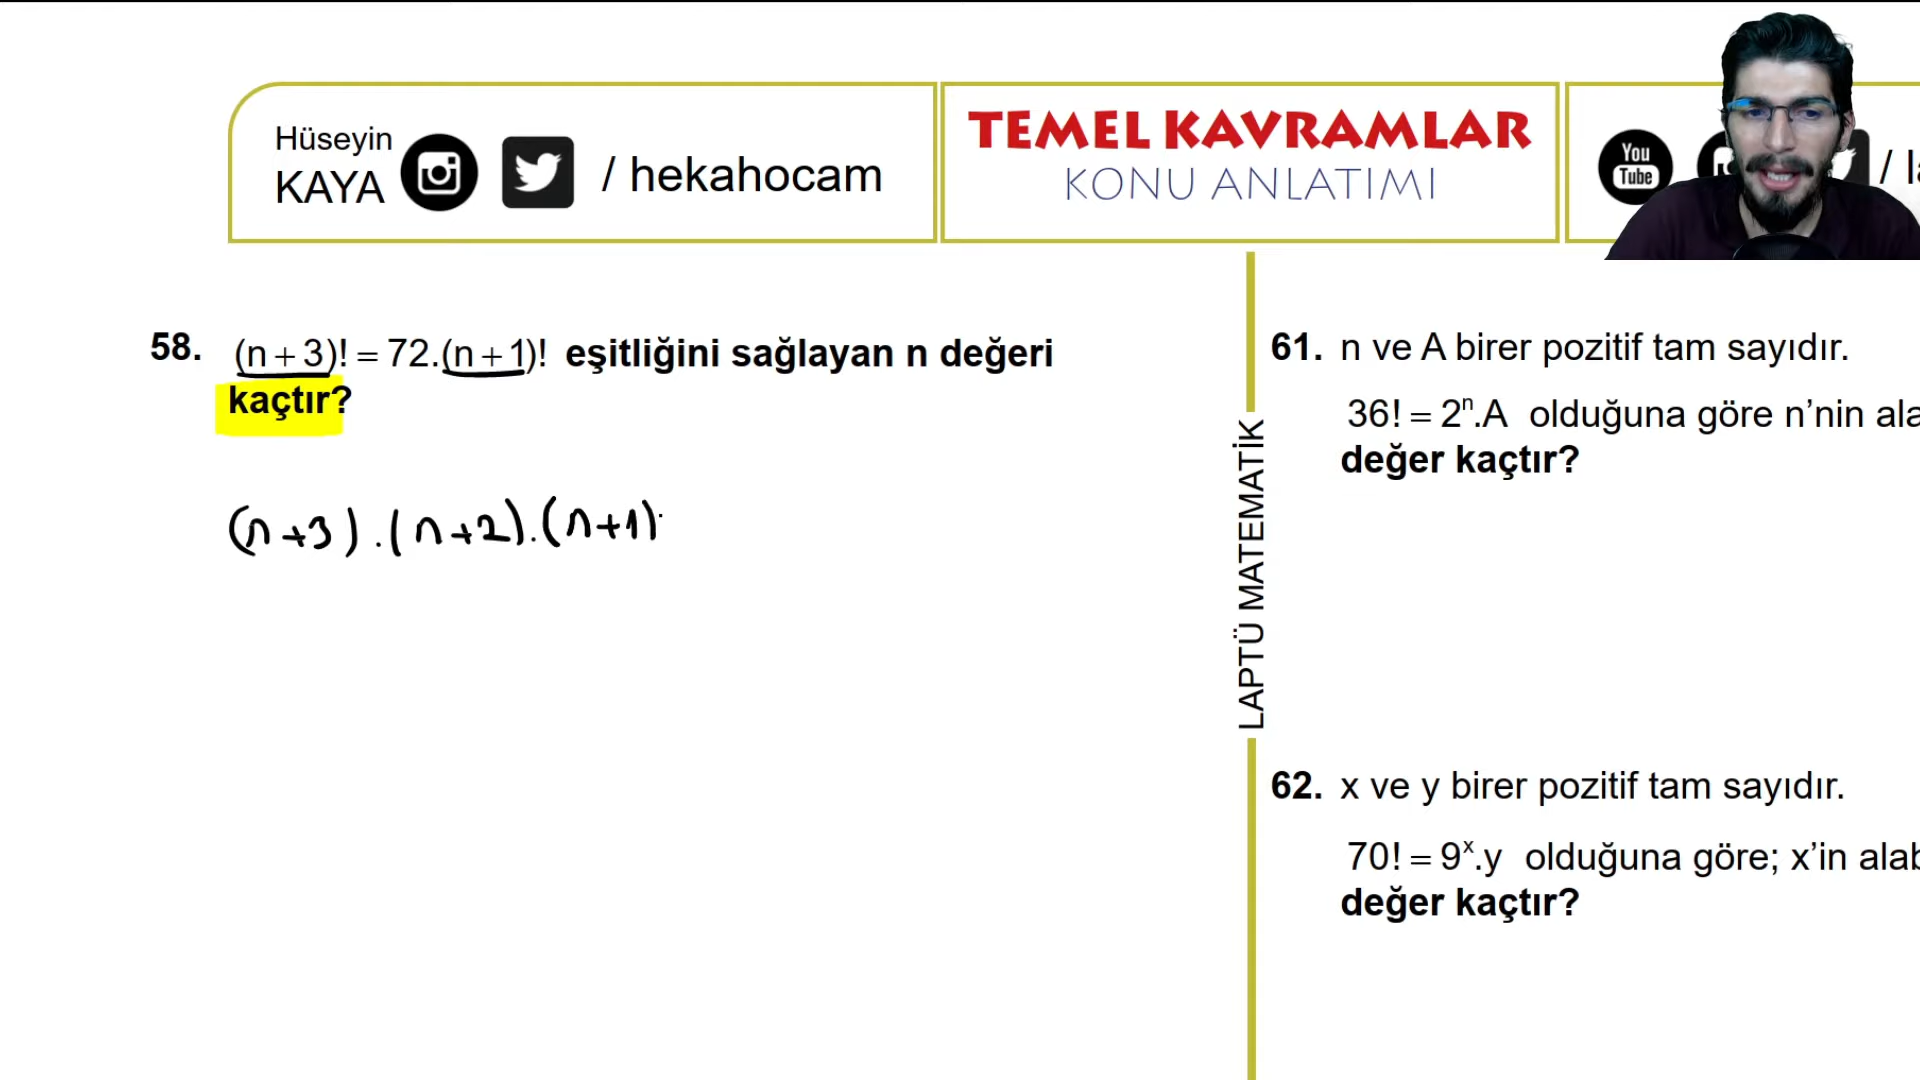 Hüseyin
KAYA
/ hekahocam
TEMEL KAVRAMLAR
KONU ANLATIMI
You
Tube
/ la
58. (n + 3)! = 72.(n + 1)! eşitliğini sağlayan n değeri
kaçtır?
(n+3).(n+2).(n+1)
LAPTÜ MATEMATİK
61. n ve A birer pozitif tam sayıdır.
36! = 2ⁿ.A olduğuna göre n’nin ala
değer kaçtır?
62. x ve y birer pozitif tam sayıdır.
70! = 9ˣ.y olduğuna göre; x’in alab
değer kaçtır?